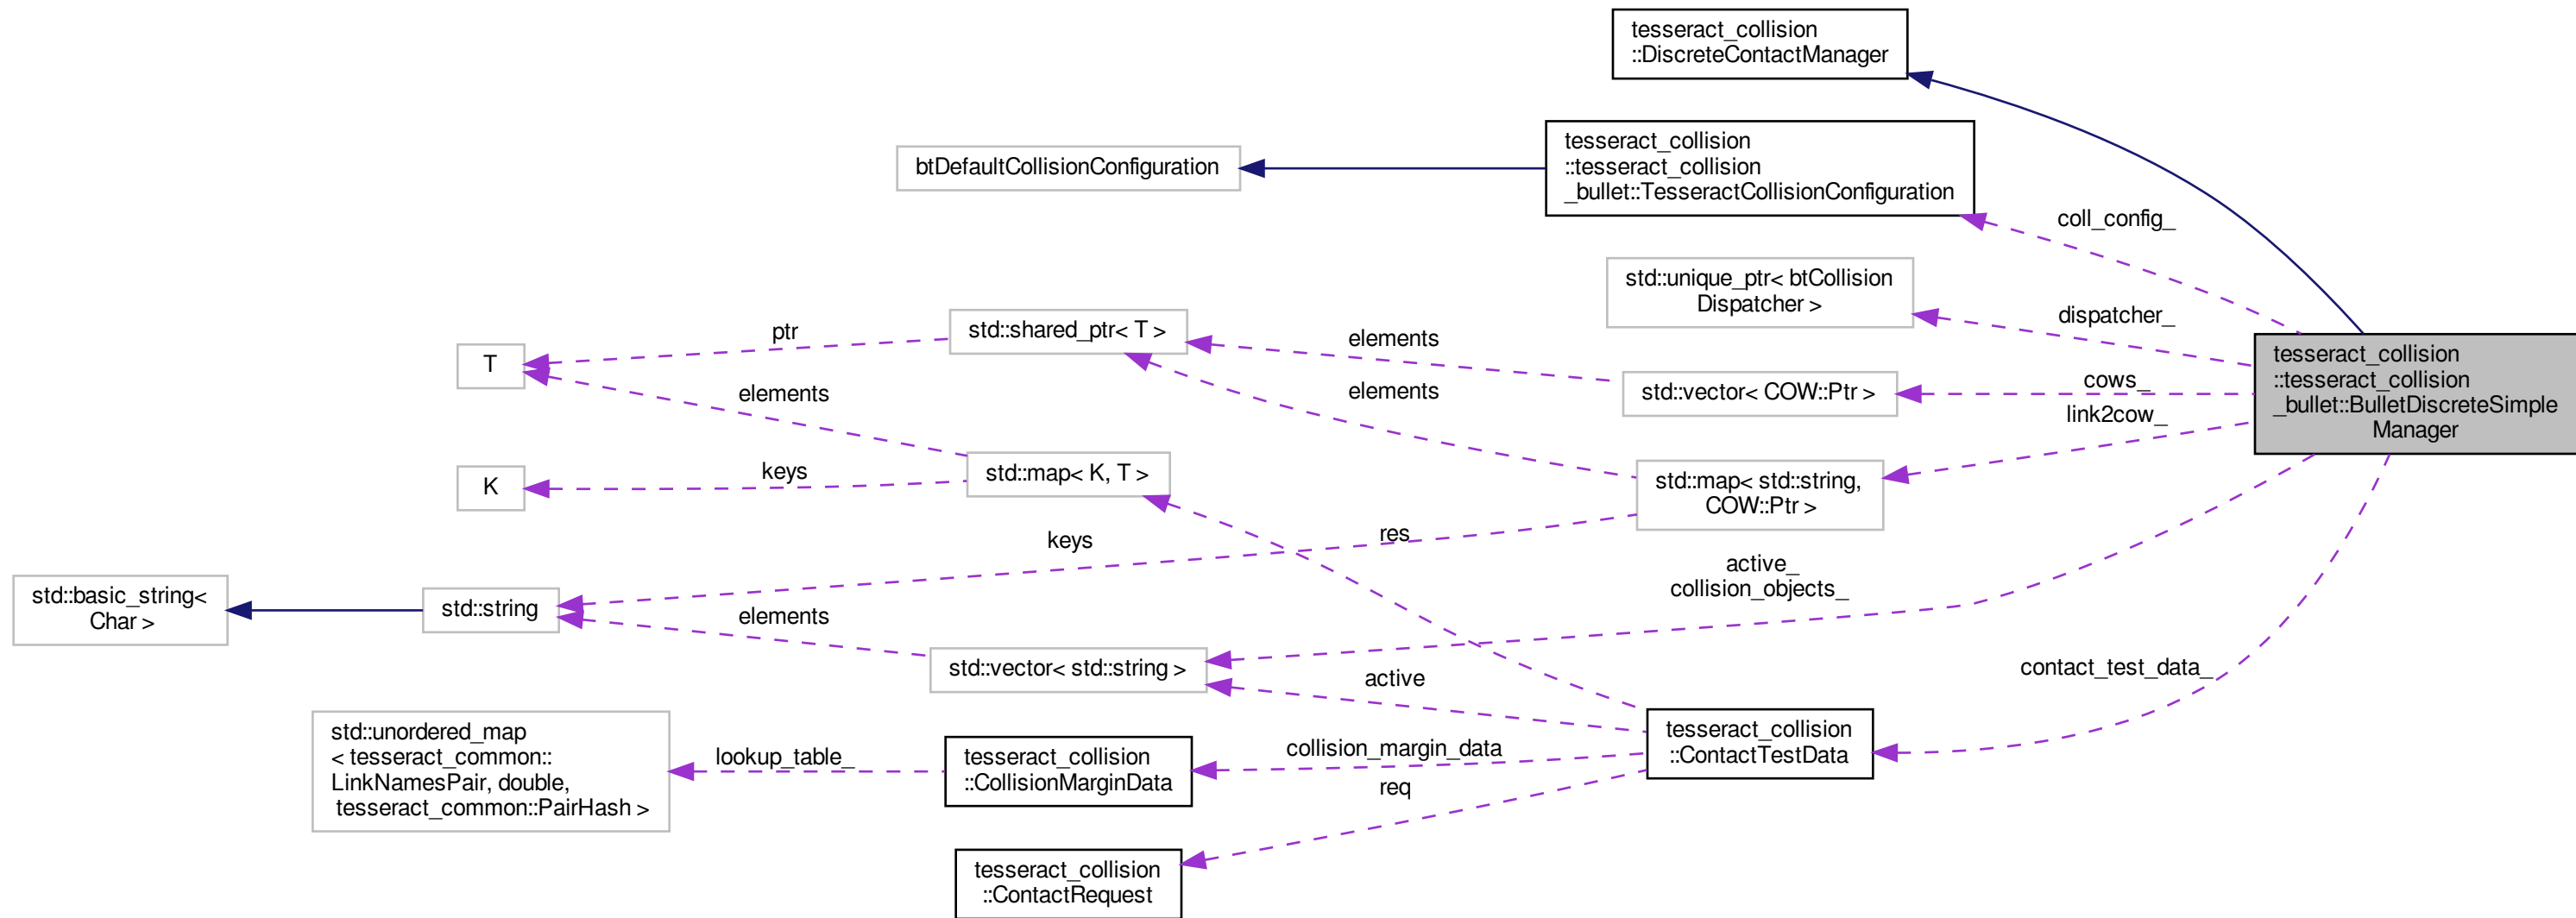 tesseract_collision
::DiscreteContactManager
tesseract_collision
::tesseract_collision
_bullet::TesseractCollisionConfiguration
btDefaultCollisionConfiguration
coll_config_
std::unique_ptr< btCollision
Dispatcher >
dispatcher_
std::shared_ptr< T >
ptr
T
elements
elements
elements
std::vector< COW::Ptr >
cows_
link2cow_
tesseract_collision
::tesseract_collision
_bullet::BulletDiscreteSimple
Manager
std::map< K, T >
keys
K
std::map< std::string,
COW::Ptr >
keys
res
active_
collision_objects_
std::basic_string<
Char >
std::string
elements
std::vector< std::string >
active
contact_test_data_
std::unordered_map
< tesseract_common::
LinkNamesPair, double,
tesseract_common::PairHash >
lookup_table_
tesseract_collision
::CollisionMarginData
collision_margin_data
req
tesseract_collision
::ContactTestData
tesseract_collision
::ContactRequest